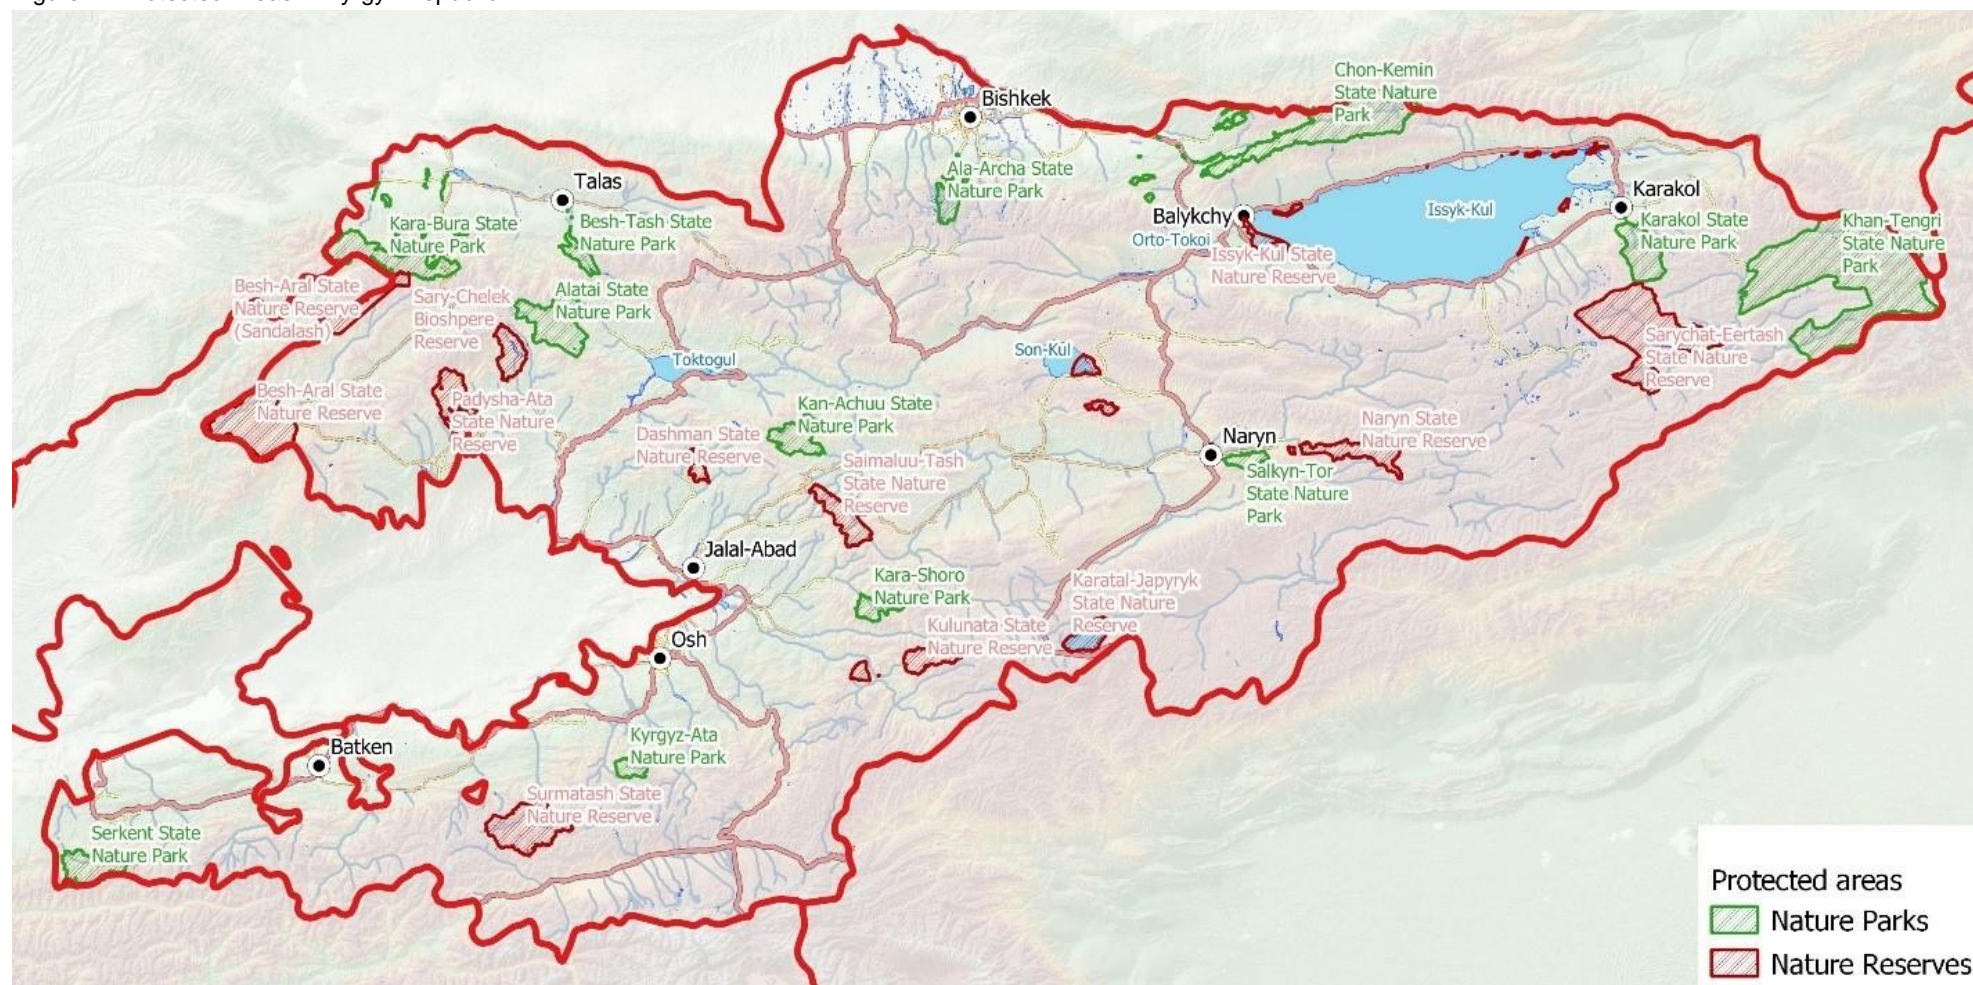 Chon-Kemin
State Nature
Park
Bishkek
Ala-Archa State
Nature Park
Talas
Kara-Bura State
Nature Park
Besh-Tash State
Nature Park
Balykchy
Orto-Tokoi
Issyk-Kul
Issyk-Kul State
Nature Reserve
Karakol
Karakol State
Nature Park
Khan-Tengri
State Nature
Park
Besh-Aral State
Nature Reserve
(Sandalash)
Sary-Chelek
Bioshpere
Reserve
Alatai State
Nature Park
Toktogul
Son-Kul
Sarychat-Eertash
State Nature
Reserve
Besh-Aral State
Nature Reserve
Padysha-Ata
State Nature
Reserve
Kan-Achuu State
Nature Park
Dashman State
Nature Reserve
Saimaluu-Tash
State Nature
Reserve
Naryn
Naryn State
Nature Reserve
Salkyn-Tor
State Nature
Park
Jalal-Abad
Kara-Shoro
Nature Park
Karatal-Japyryk
State Nature
Reserve
Kulunata State
Nature Reserve
Osh
Batken
Kyrgyz-Ata
Nature Park
Surmatash State
Nature Reserve
Serkent State
Nature Park
Protected areas
Nature Parks
Nature Reserves